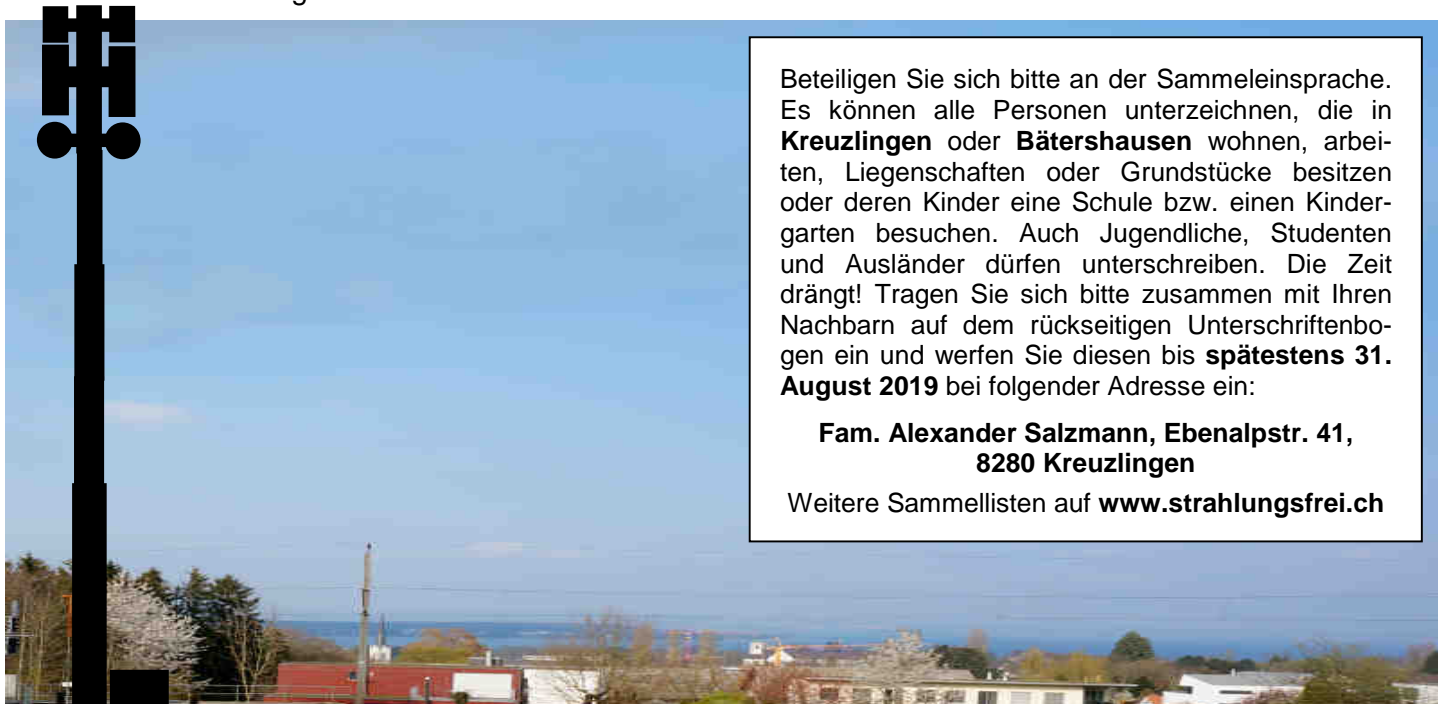 Beteiligen Sie sich bitte an der Sammeleinsprache.
Es können alle Personen unterzeichnen, die in
Kreuzlingen oder Bätershausen wohnen, arbei-
ten, Liegenschaften oder Grundstücke besitzen
oder deren Kinder eine Schule bzw. einen Kinder-
garten besuchen. Auch Jugendliche, Studenten
und Ausländer dürfen unterschreiben. Die Zeit
drängt! Tragen Sie sich bitte zusammen mit Ihren
Nachbarn auf dem rückseitigen Unterschriftenbo-
gen ein und werfen Sie diesen bis spätestens 31.
August 2019 bei folgender Adresse ein:
Fam. Alexander Salzmann, Ebenalpstr. 41,
8280 Kreuzlingen
Weitere Sammellisten auf www.strahlungsfrei.ch